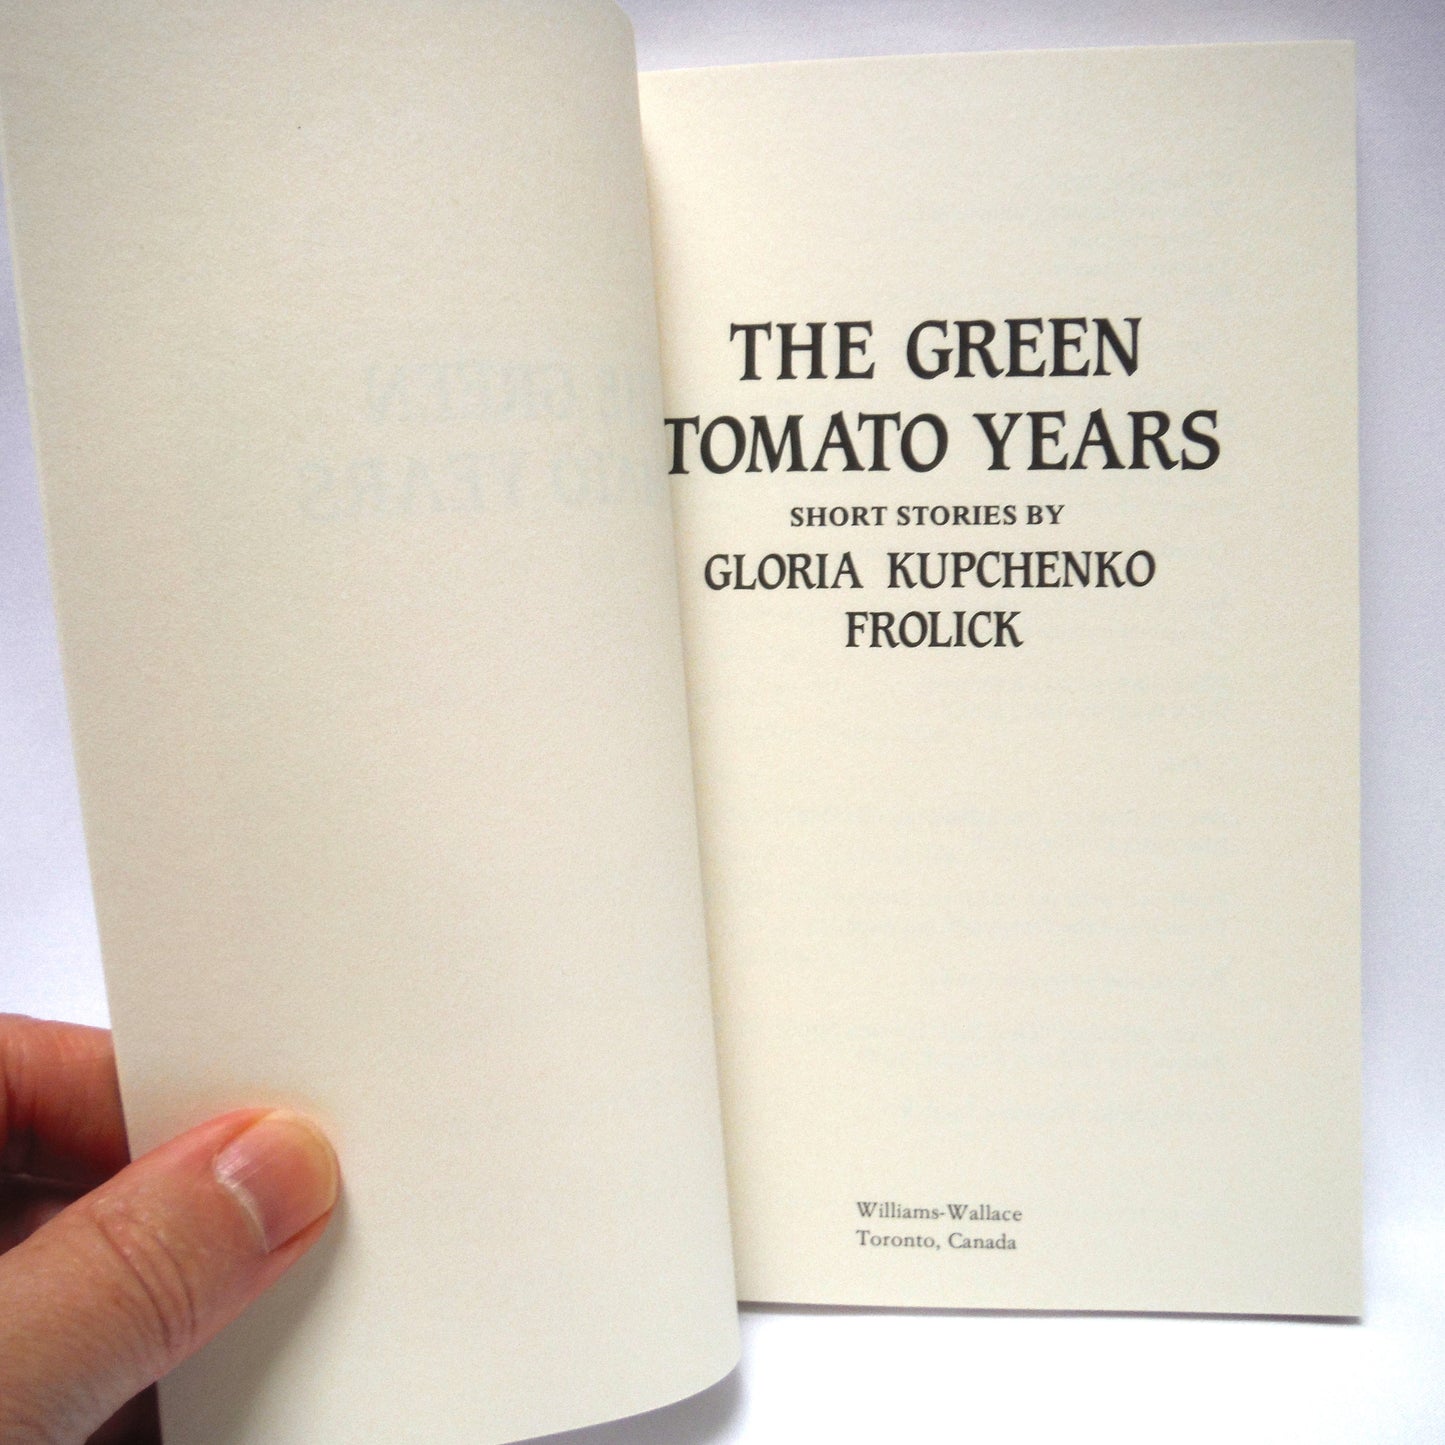 THE GREEN
TOMATO YEARS
SHORT STORIES BY
GLORIA KUPCHENKO
FROLICK
Williams-Wallace
Toronto, Canada